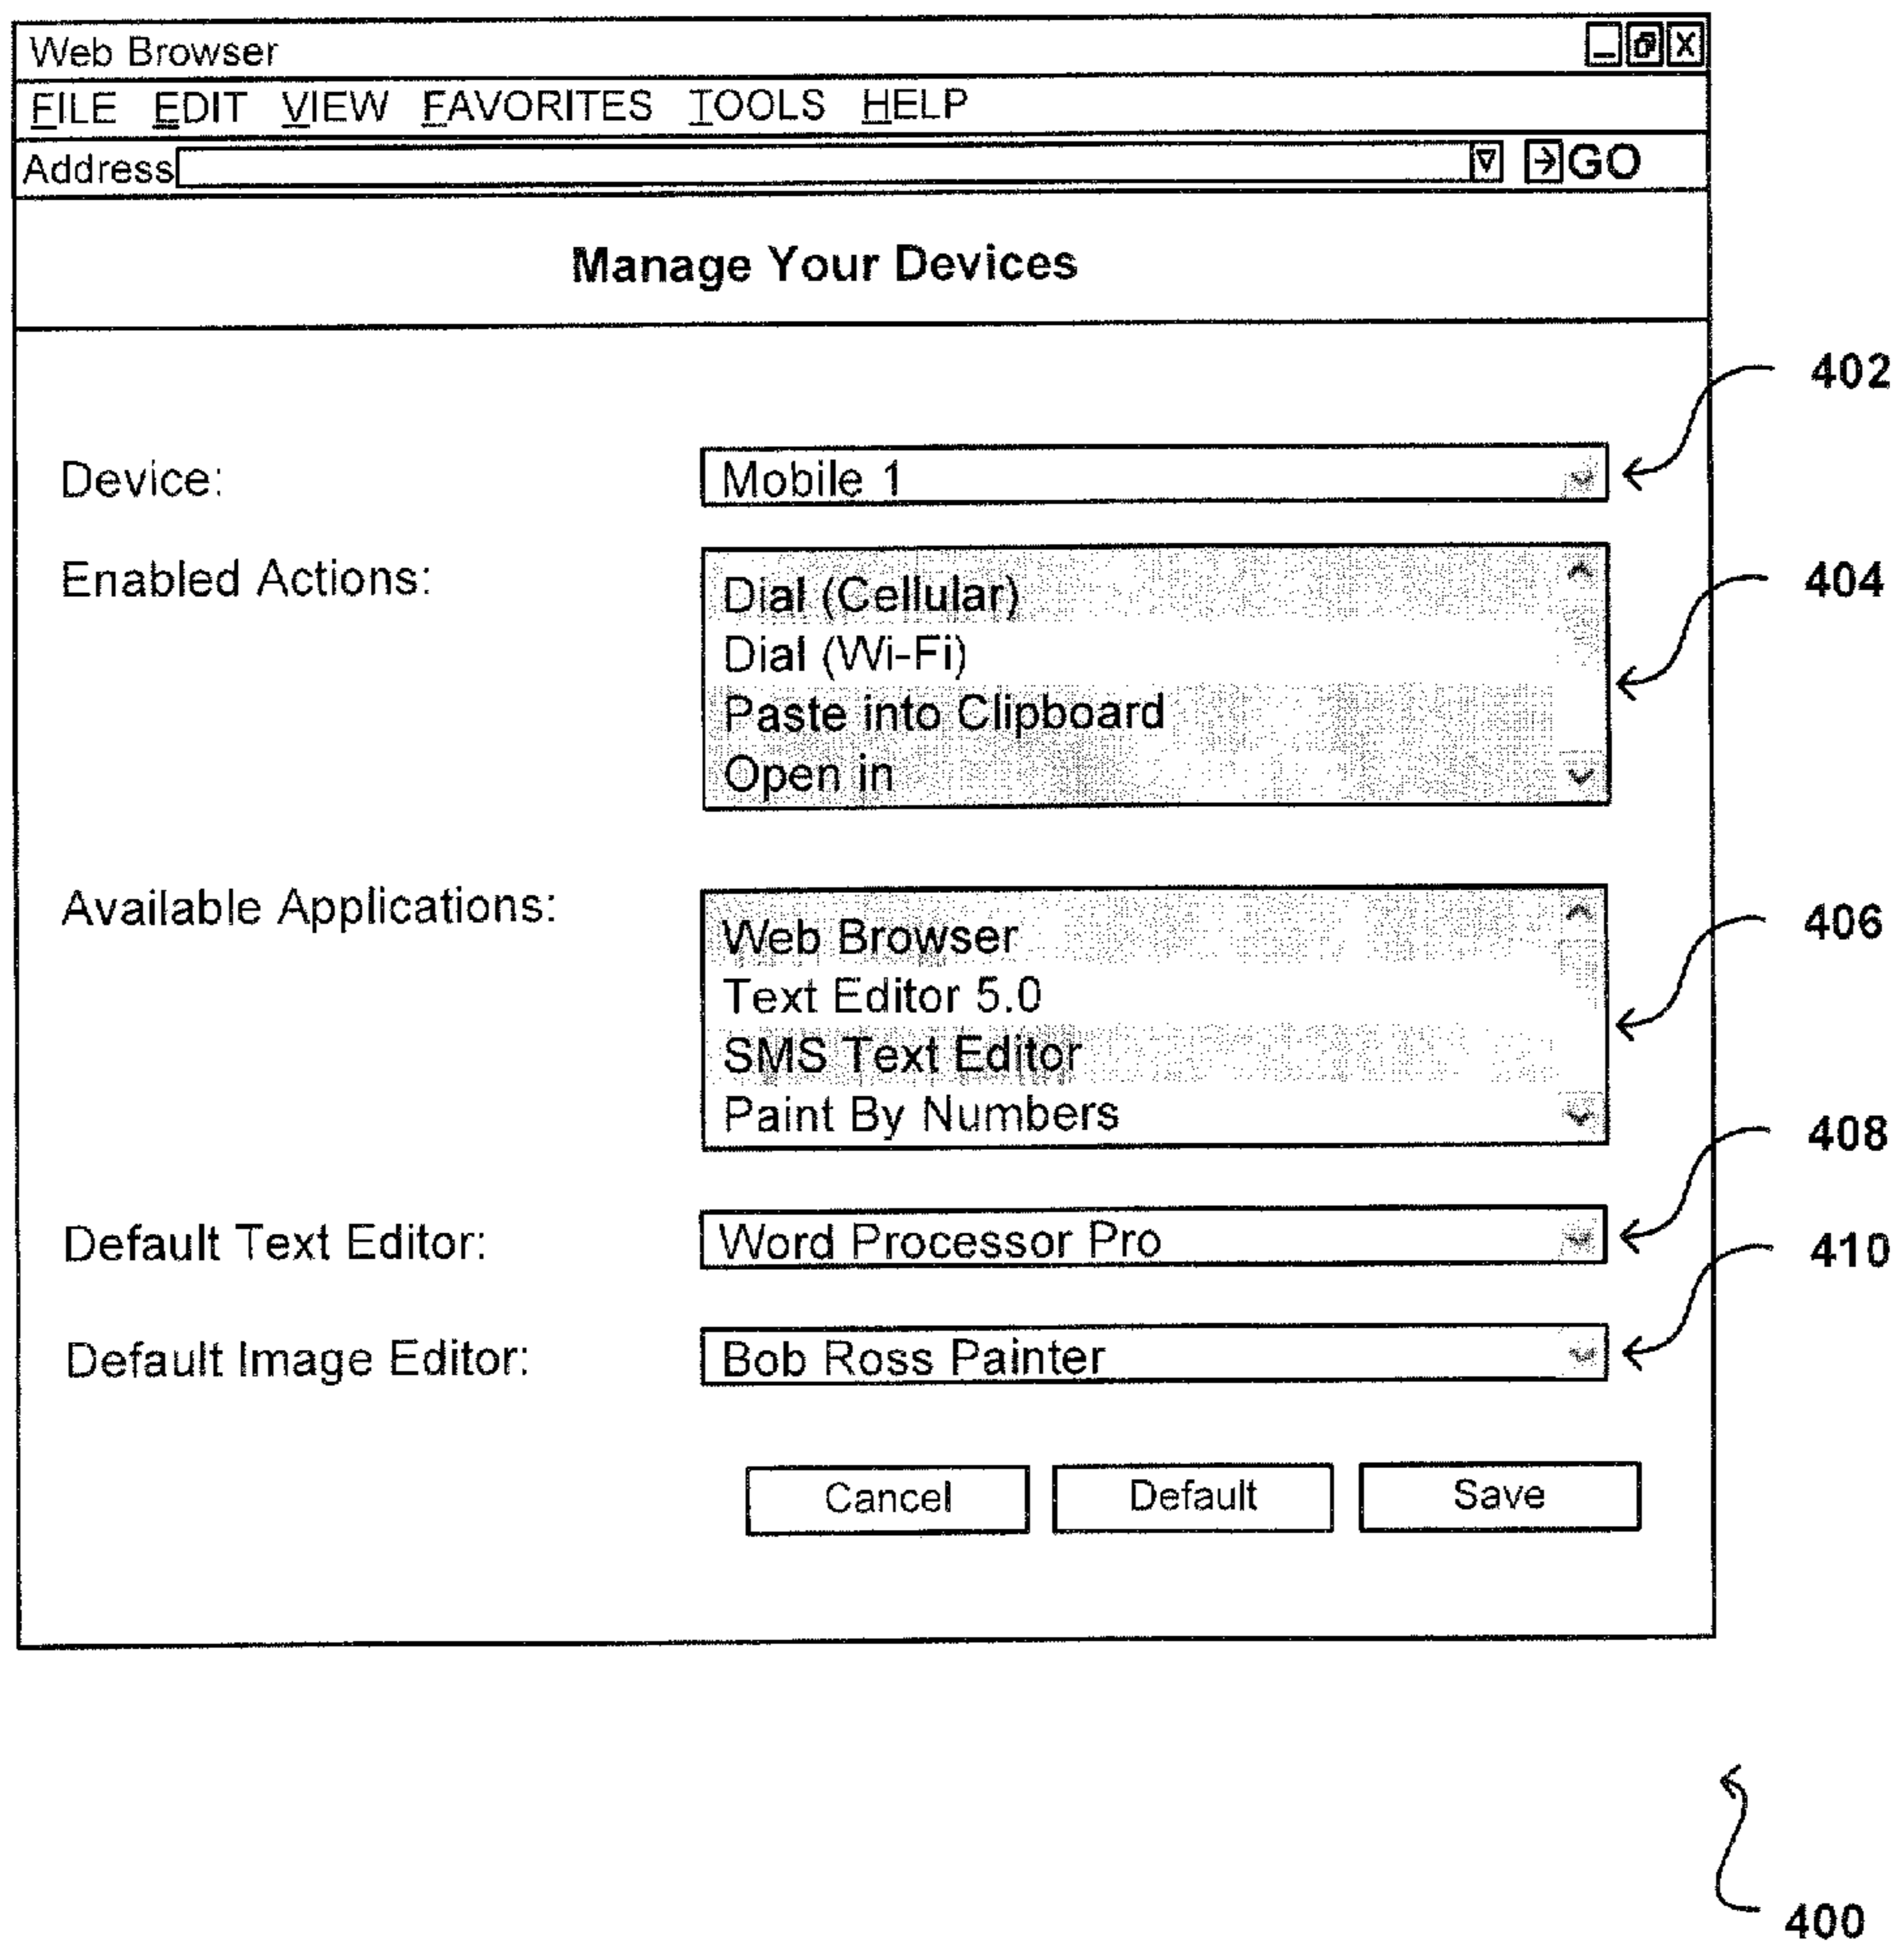 Web Browser
FILE EDIT VIEW FAVORITES TOOLS HELP
Address GO
Manage Your Devices
402
Device: Mobile 1
Enabled Actions: Dial (Cellular)
404
Dial (Wi-Fi)
Paste into Clipboard
Open in
Available Applications: Web Browser
406
Text Editor 5.0
SMS Text Editor
Paint By Numbers
408
Default Text Editor: Word Processor Pro
410
Default Image Editor: Bob Ross Painter
Cancel Default Save
400